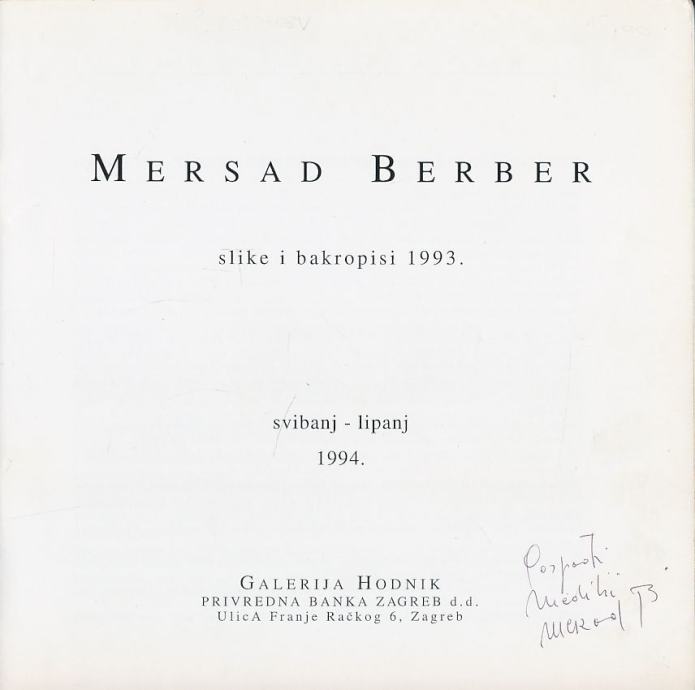 MERSAD BERBER
slike i bakropisi 1993.
svibanj - lipanj
1994.
GALERIJA HODNIK
PRIVREDNA BANKA ZAGREB d.d.
UlicA Franje Račkog 6, Zagreb